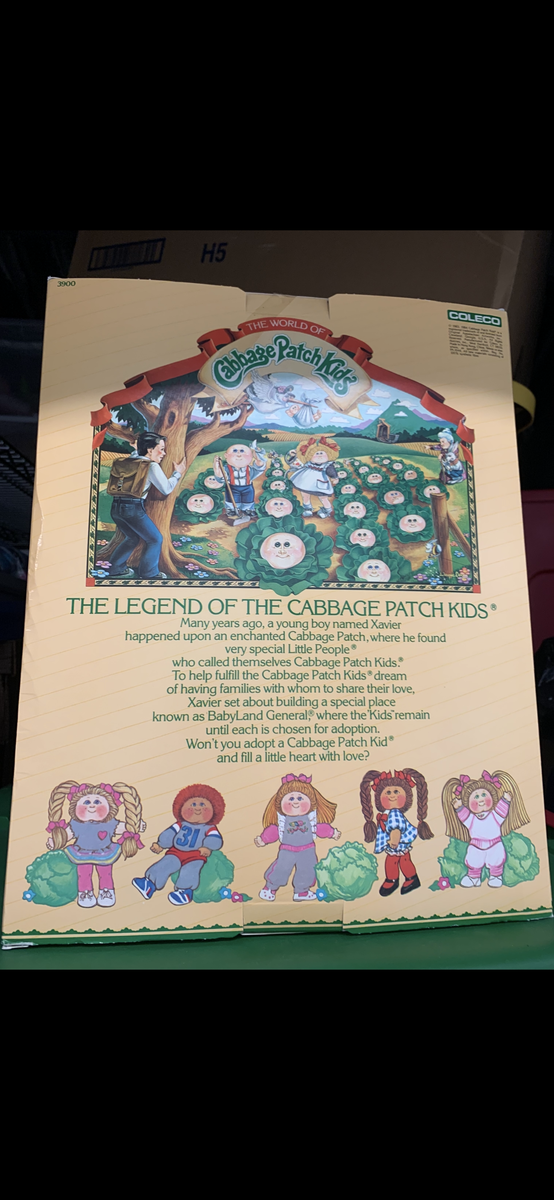 H5
3900
COLECO
THE WORLD OF
Cabbage Patch Kids
THE LEGEND OF THE CABBAGE PATCH KIDS®
Many years ago, a young boy named Xavier
happened upon an enchanted Cabbage Patch, where he found
very special Little People®
who called themselves Cabbage Patch Kids.®
To help fulfill the Cabbage Patch Kids® dream
of having families with whom to share their love,
Xavier set about building a special place
known as BabyLand General,® where the "Kids" remain
until each is chosen for adoption.
Won't you adopt a Cabbage Patch Kid®
and fill a little heart with love?
31